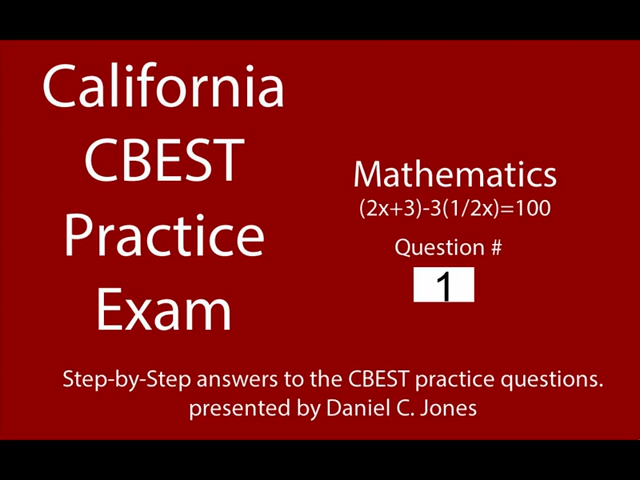 California
CBEST
Practice
Exam
Mathematics
(2x+3)-3(1/2x)=100
Question #
1
Step-by-Step answers to the CBEST practice questions.
presented by Daniel C. Jones